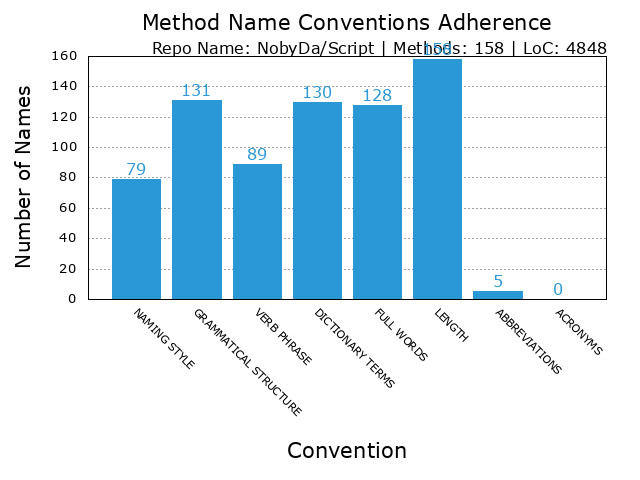 Method Name Conventions Adherence
Repo Name: NobyDa/Script | Methods: 158 | LoC: 4848
Number of Names
160
140
120
100
80
60
40
20
0
79
131
89
130
128
158
5
0
NAMING STYLE
GRAMMATICAL STRUCTURE
VERB PHRASE
DICTIONARY TERMS
FULL WORDS
LENGTH
ABBREVIATIONS
ACRONYMS
Convention